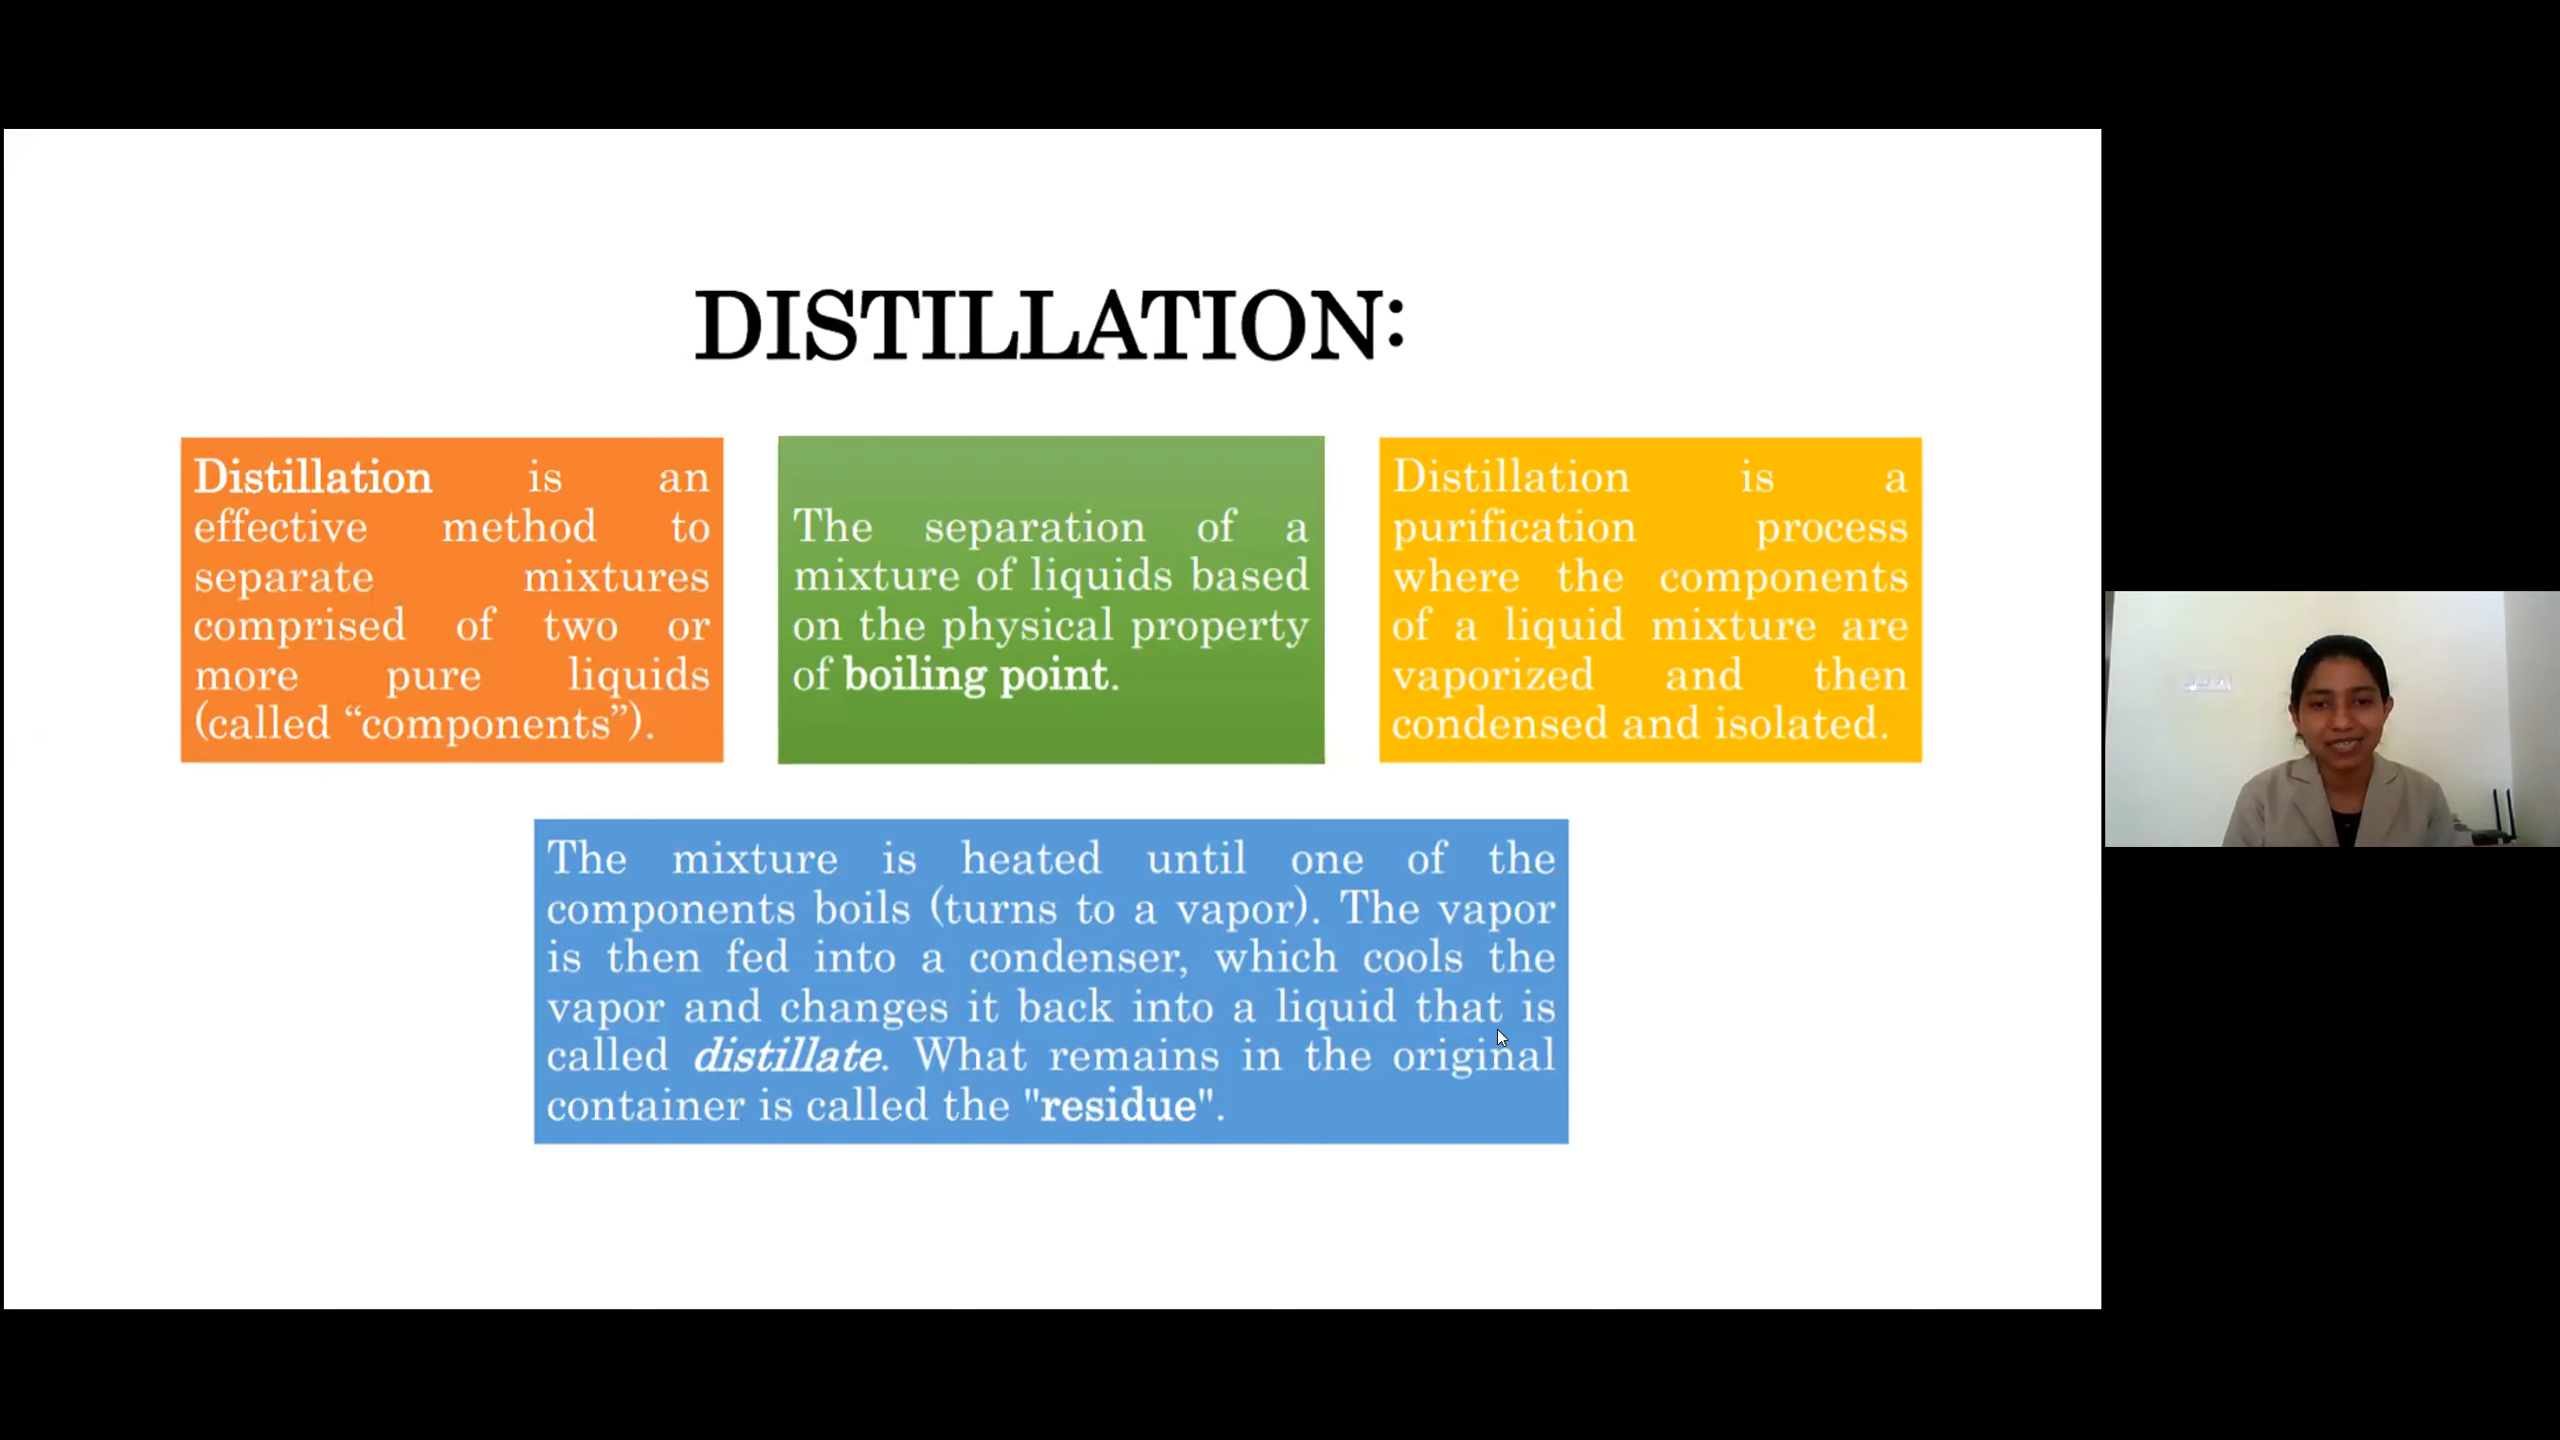 DISTILLATION:
Distillation is an
effective method to
separate mixtures
comprised of two or
more pure liquids
(called “components”).
The separation of a
mixture of liquids based
on the physical property
of boiling point.
Distillation is a
purification process
where the components
of a liquid mixture are
vaporized and then
condensed and isolated.
The mixture is heated until one of the
components boils (turns to a vapor). The vapor
is then fed into a condenser, which cools the
vapor and changes it back into a liquid that is
called distillate. What remains in the original
container is called the "residue".